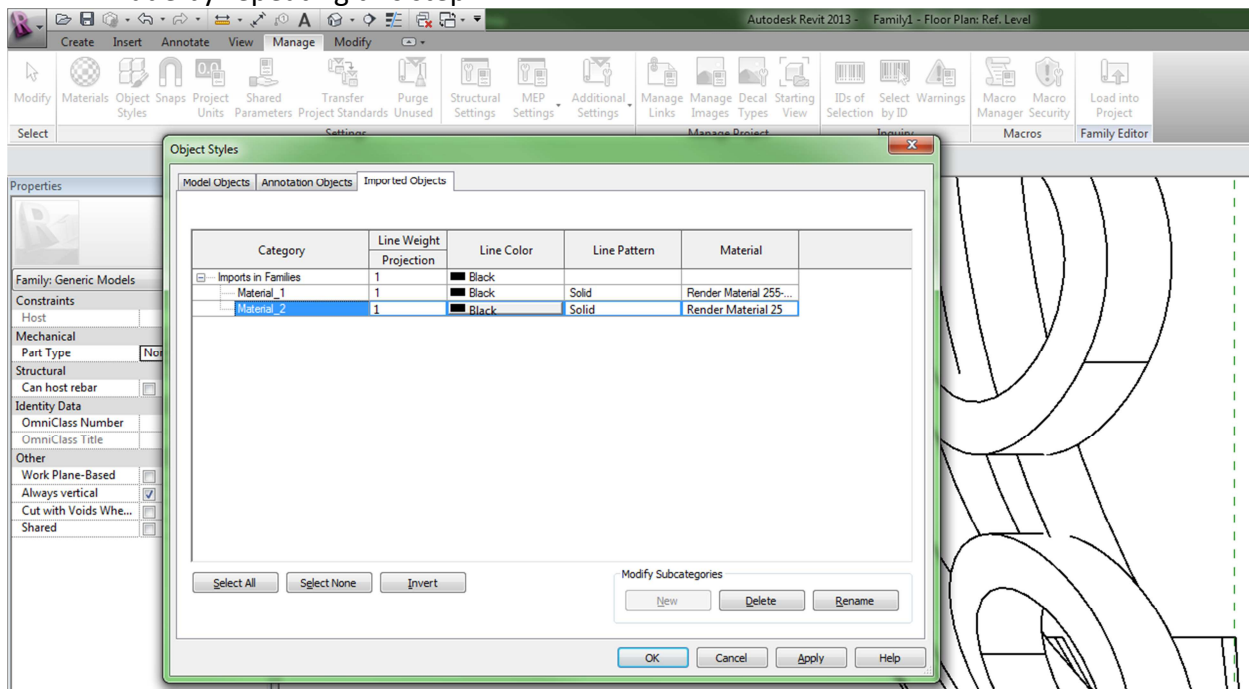 Autodesk Revit 2013 - Family1 - Floor Plan: Ref. Level
Create Insert Annotate View Manage Modify
Modify Materials Object Styles Snaps Project Units Shared Parameters Transfer Project Standards Purge Unused Structural Settings MEP Settings Additional Settings Manage Links Manage Images Decal Types Starting View IDs of Selection Select by ID Warnings Macro Manager Macro Security Load into Project
Select Settings Manage Project Inquiry Macros Family Editor
Object Styles
Model Objects Annotation Objects Imported Objects
Properties
Category Line Weight Line Color Line Pattern Material
Projection
Imports in Families 1 Black
Material_1 1 Black Solid Render Material 255-...
Material_2 1 Black Solid Render Material 25
Family: Generic Models
Constraints
Host
Mechanical
Part Type
Structural
Can host rebar
Identity Data
OmniClass Number
OmniClass Title
Other
Work Plane-Based
Always vertical
Cut with Voids Whe...
Shared
Select All Select None Invert
Modify Subcategories
New Delete Rename
OK Cancel Apply Help